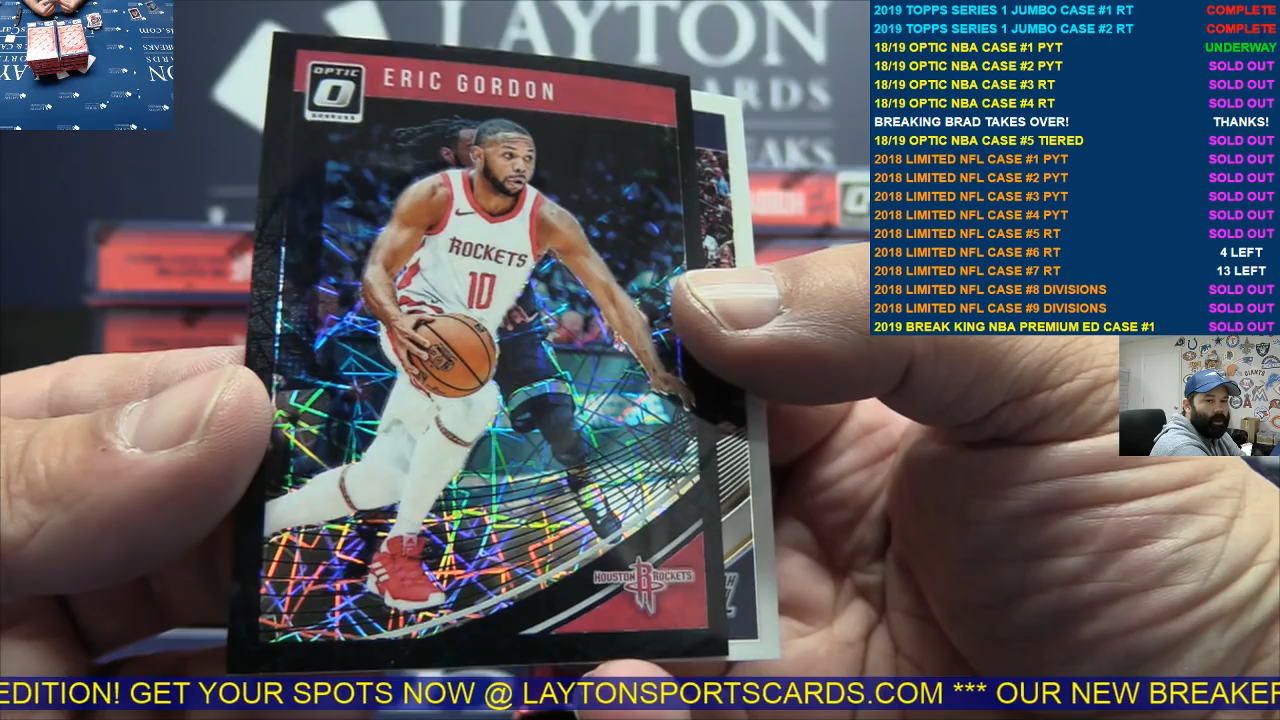 LAYTON
CARDS
BREAKS
OPTIC
DONRUSS
ERIC GORDON
ROCKETS
10
HOUSTON ROCKETS
2019 TOPPS SERIES 1 JUMBO CASE #1 RT COMPLETE
2019 TOPPS SERIES 1 JUMBO CASE #2 RT COMPLETE
18/19 OPTIC NBA CASE #1 PYT UNDERWAY
18/19 OPTIC NBA CASE #2 PYT SOLD OUT
18/19 OPTIC NBA CASE #3 RT SOLD OUT
18/19 OPTIC NBA CASE #4 RT SOLD OUT
BREAKING BRAD TAKES OVER! THANKS!
18/19 OPTIC NBA CASE #5 TIERED SOLD OUT
2018 LIMITED NFL CASE #1 PYT SOLD OUT
2018 LIMITED NFL CASE #2 PYT SOLD OUT
2018 LIMITED NFL CASE #3 PYT SOLD OUT
2018 LIMITED NFL CASE #4 PYT SOLD OUT
2018 LIMITED NFL CASE #5 RT SOLD OUT
2018 LIMITED NFL CASE #6 RT 4 LEFT
2018 LIMITED NFL CASE #7 RT 13 LEFT
2018 LIMITED NFL CASE #8 DIVISIONS SOLD OUT
2018 LIMITED NFL CASE #9 DIVISIONS SOLD OUT
2019 BREAK KING NBA PREMIUM ED CASE #1 SOLD OUT
GIANTS
EDITION! GET YOUR SPOTS NOW @ LAYTONSPORTSCARDS.COM *** OUR NEW BREAKER